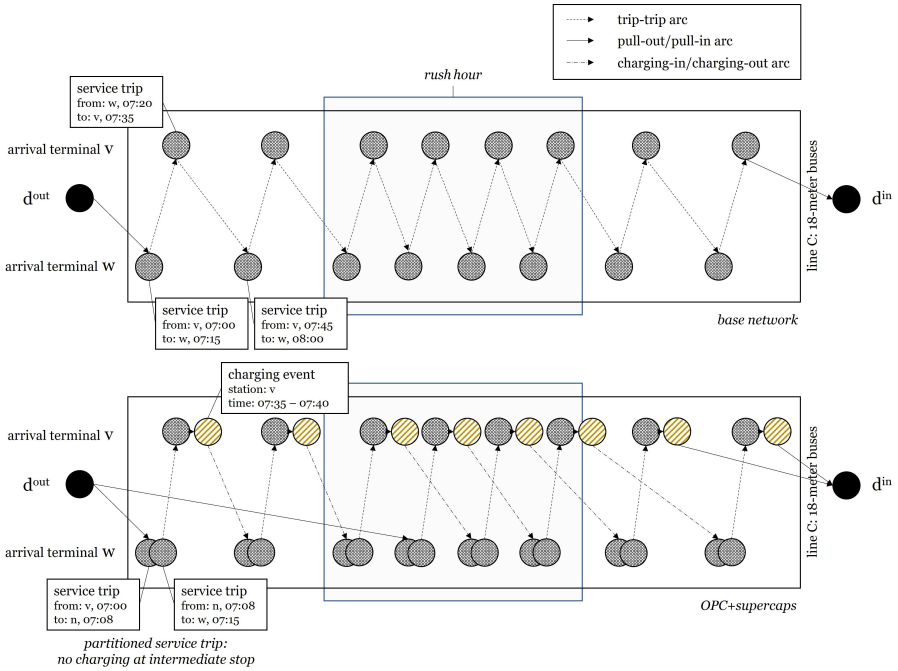 trip-trip arc
pull-out/pull-in arc
charging-in/charging-out arc
rush hour
service trip
from: w, 07:20
to: v, 07:35
arrival terminal v
d^out
d^in
arrival terminal w
line C: 18-meter buses
service trip
from: v, 07:00
to: w, 07:15
service trip
from: v, 07:45
to: w, 08:00
base network
charging event
station: v
time: 07:35 – 07:40
arrival terminal v
d^out
d^in
arrival terminal w
line C: 18-meter buses
service trip
from: v, 07:00
to: n, 07:08
service trip
from: n, 07:08
to: w, 07:15
OPC+supercaps
partitioned service trip:
no charging at intermediate stop